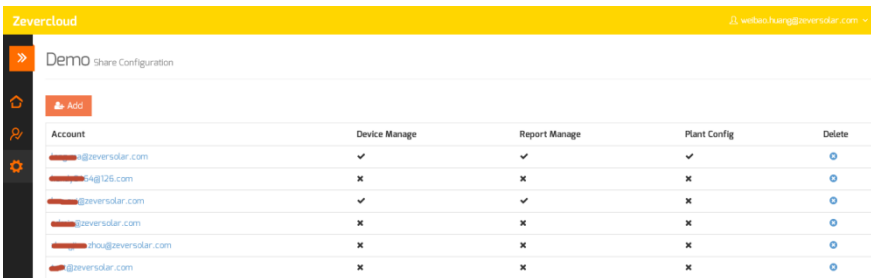 Zevercloud weibao.huang@zeversolar.com
Demo Share Configuration
Add
Account Device Manage Report Manage Plant Config Delete
a@zeversolar.com
64@126.com
@zeversolar.com
@zeversolar.com
zhou@zeversolar.com
@zeversolar.com